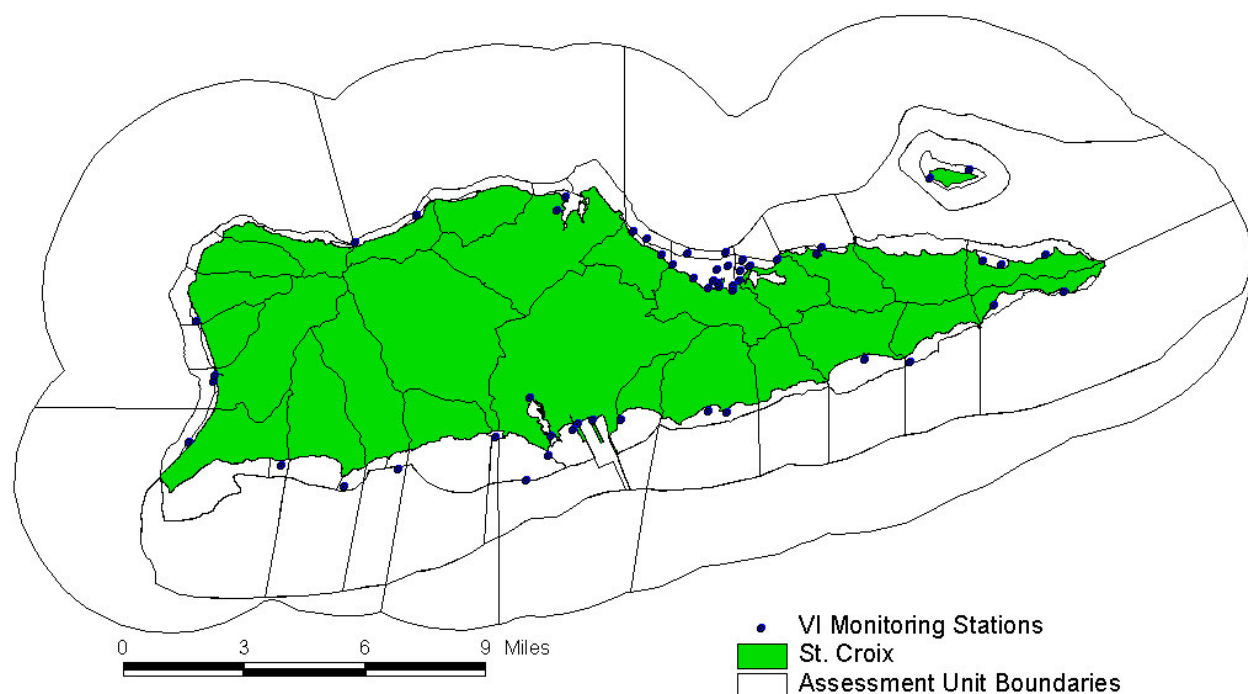 0 3 6 9 Miles
VI Monitoring Stations
St. Croix
Assessment Unit Boundaries